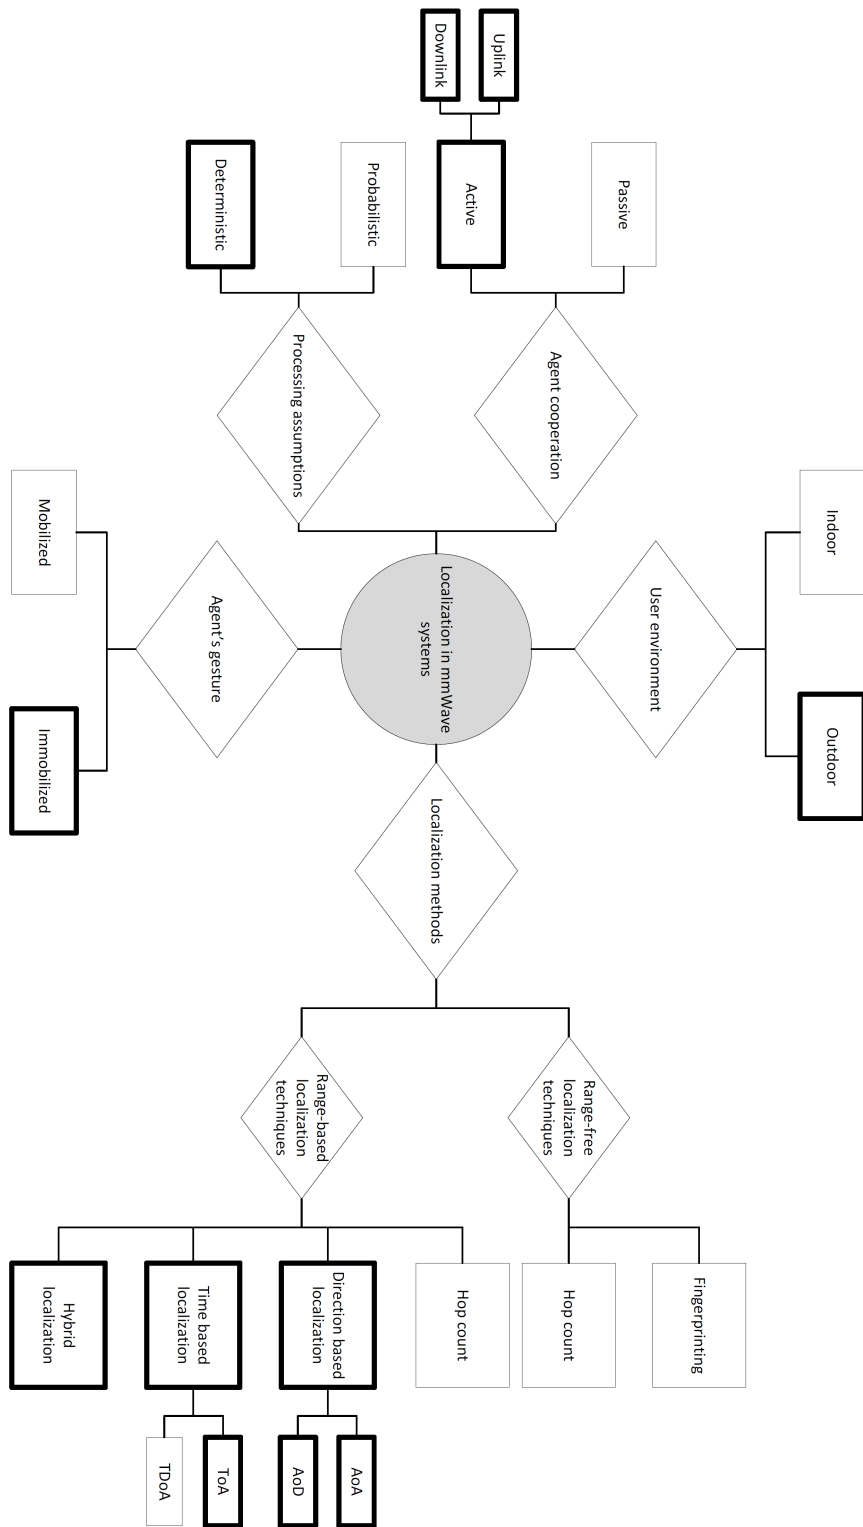 Indoor
Outdoor
User environment
Uplink
Downlink
Passive
Active
Agent cooperation
Probabilistic
Deterministic
Processing assumptions
Localization in mmWave
systems
Agent's gesture
Mobilized
Immobilized
Localization methods
Range-free
localization
techniques
Fingerprinting
Hop count
Range-based
localization
techniques
Hop count
Direction based
localization
AoA
AoD
Time based
localization
ToA
TDoA
Hybrid
localization